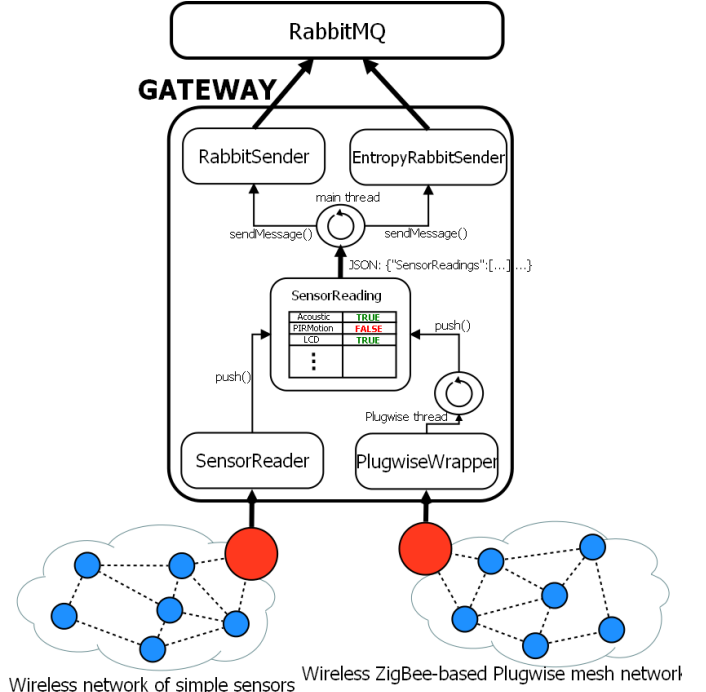 RabbitMQ
GATEWAY
RabbitSender
EntropyRabbitSender
main thread
sendMessage()
sendMessage()
JSON: {"SensorReadings":[...],...}
SensorReading
Acoustic TRUE
PIRMotion FALSE
LCD TRUE
push()
push()
Plugwise thread
SensorReader
PlugwiseWrapper
Wireless network of simple sensors
Wireless ZigBee-based Plugwise mesh network